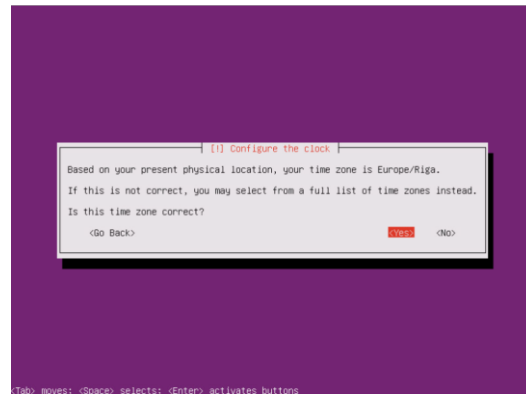 [!] Configure the clock
Based on your present physical location, your time zone is Europe/Riga.
If this is not correct, you may select from a full list of time zones instead.
Is this time zone correct?
<Go Back> <Yes> <No>
<Tab> moves; <Space> selects; <Enter> activates buttons